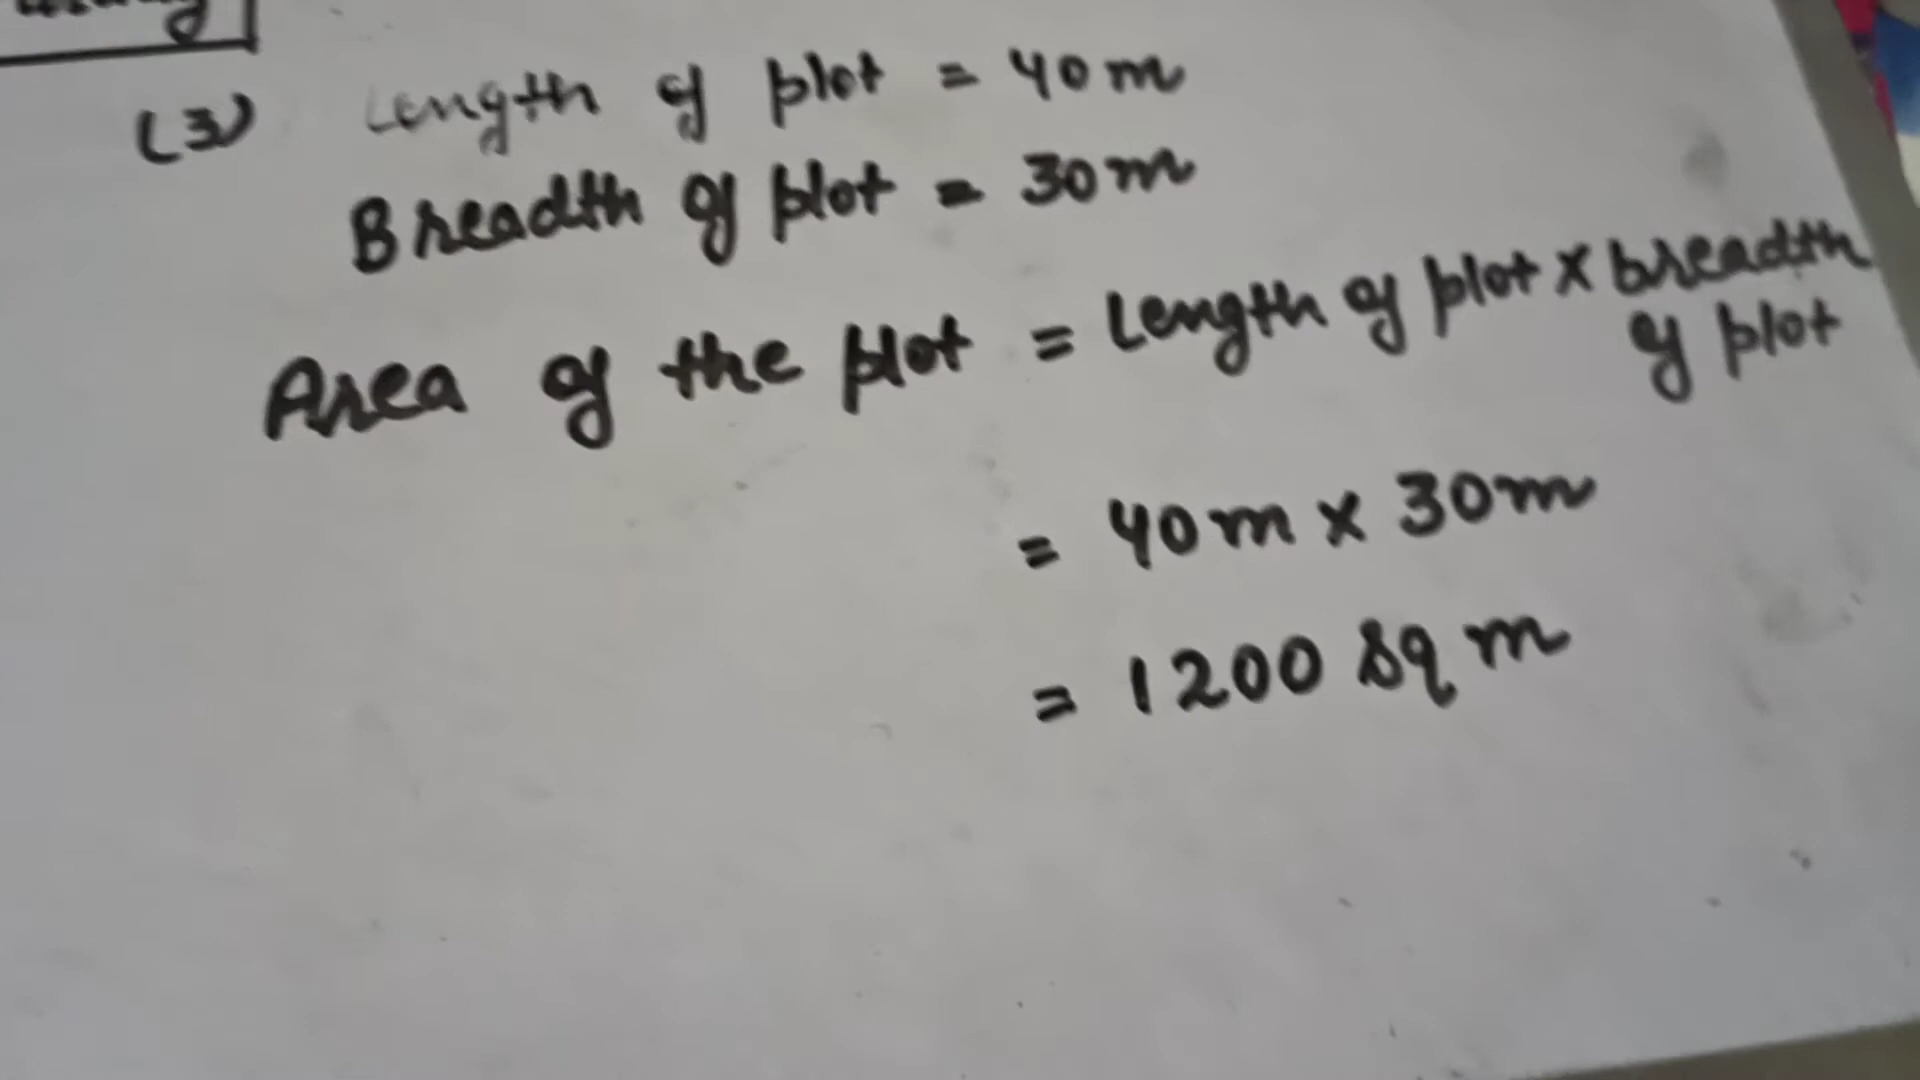 (3) Length of plot = 40 m
Breadth of plot = 30 m
Area of the plot = Length of plot x breadth
of plot
= 40 m x 30 m
= 1200 sq m